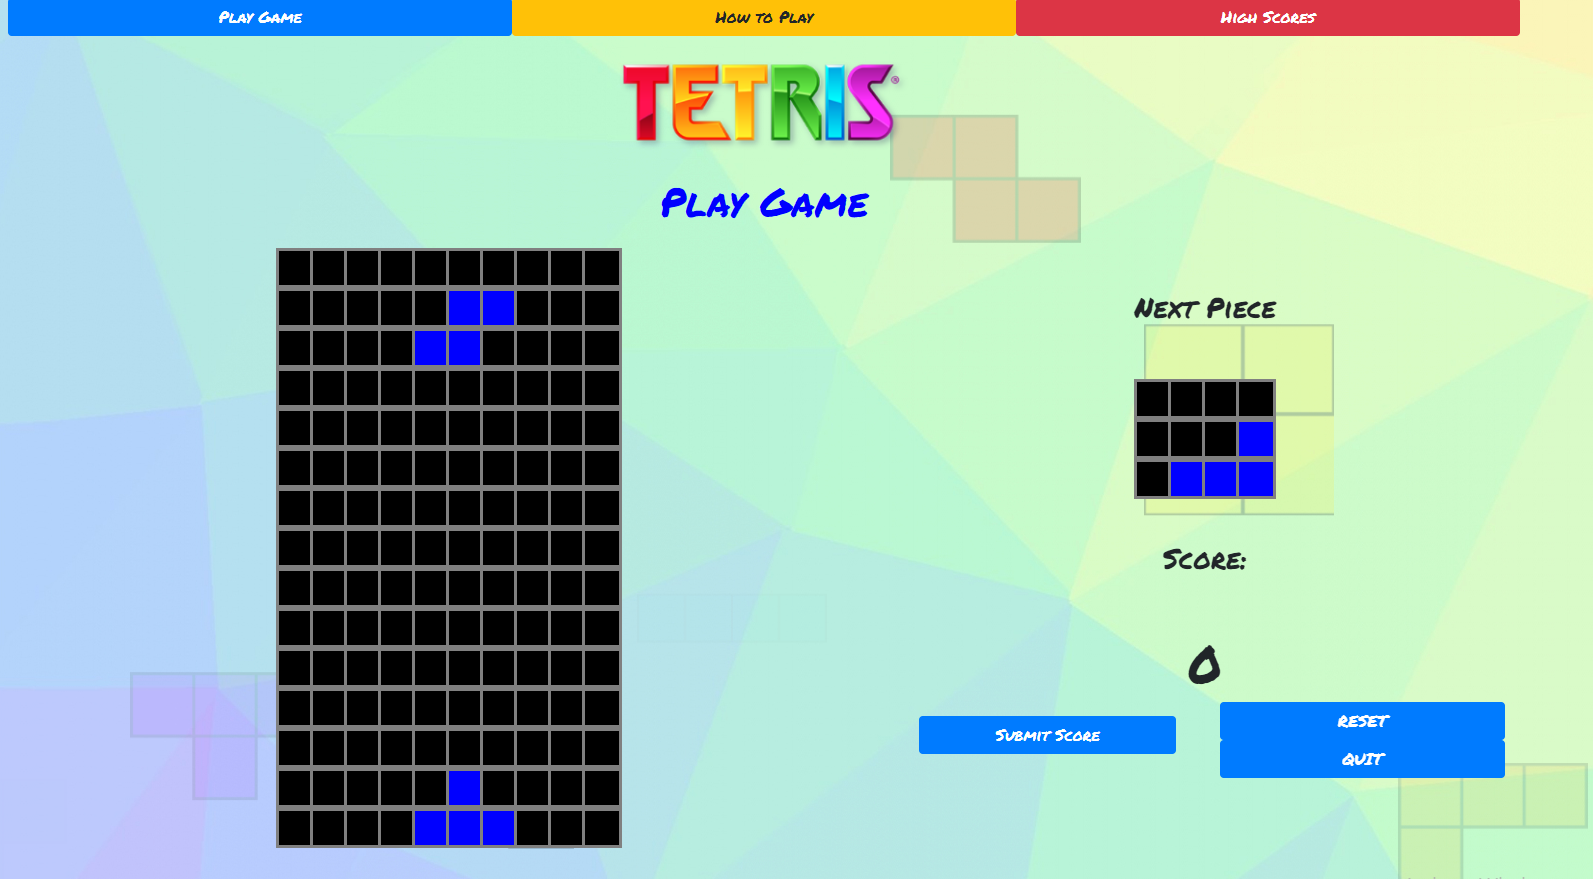 Play Game
How to Play
High Scores
TETRIS®
Play Game
Next Piece
Score:
0
Submit Score
RESET
QUIT